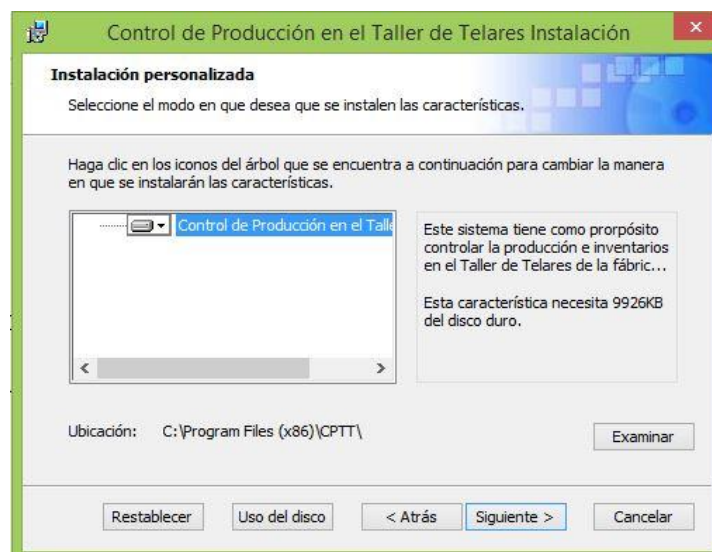 Control de Producción en el Taller de Telares Instalación
Instalación personalizada
Seleccione el modo en que desea que se instalen las características.
Haga clic en los iconos del árbol que se encuentra a continuación para cambiar la manera
en que se instalarán las características.
Control de Producción en el Talle
Este sistema tiene como prorpósito
controlar la producción e inventarios
en el Taller de Telares de la fábric...
Esta característica necesita 9926KB
del disco duro.
Ubicación: C:\Program Files (x86)\CPTT\
Examinar
Restablecer Uso del disco < Atrás Siguiente > Cancelar